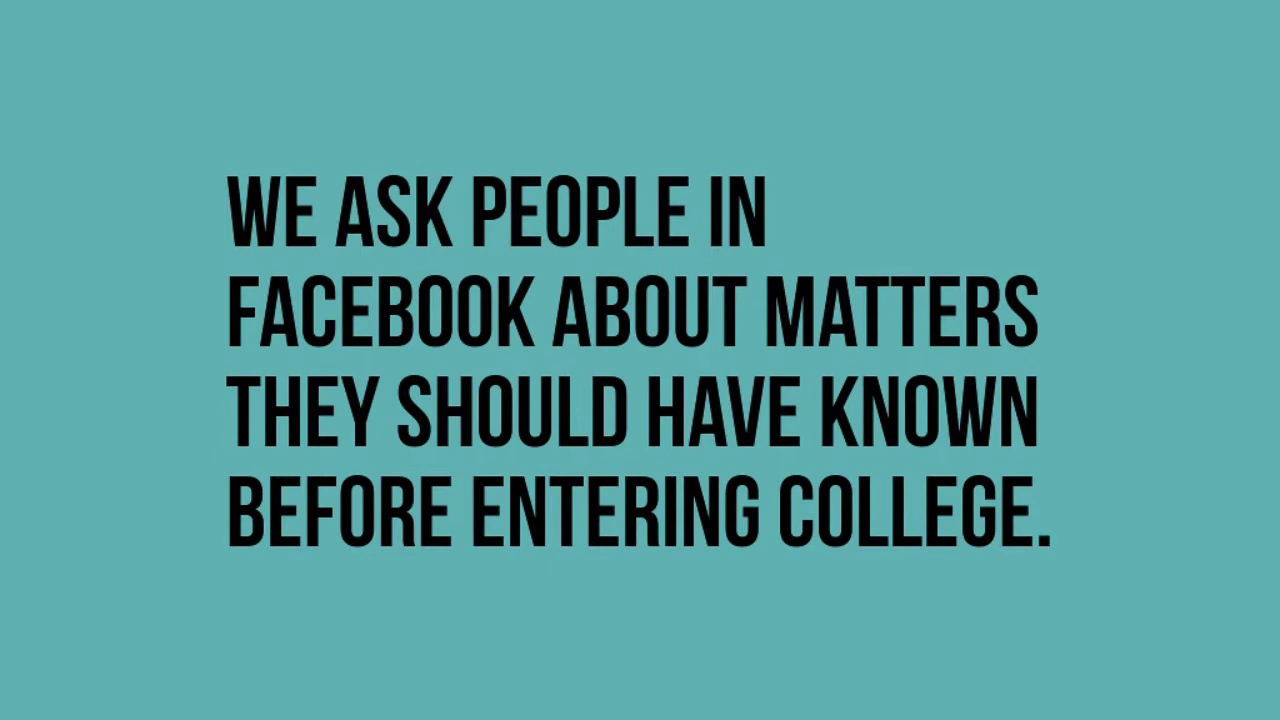 WE ASK PEOPLE IN
FACEBOOK ABOUT MATTERS
THEY SHOULD HAVE KNOWN
BEFORE ENTERING COLLEGE.